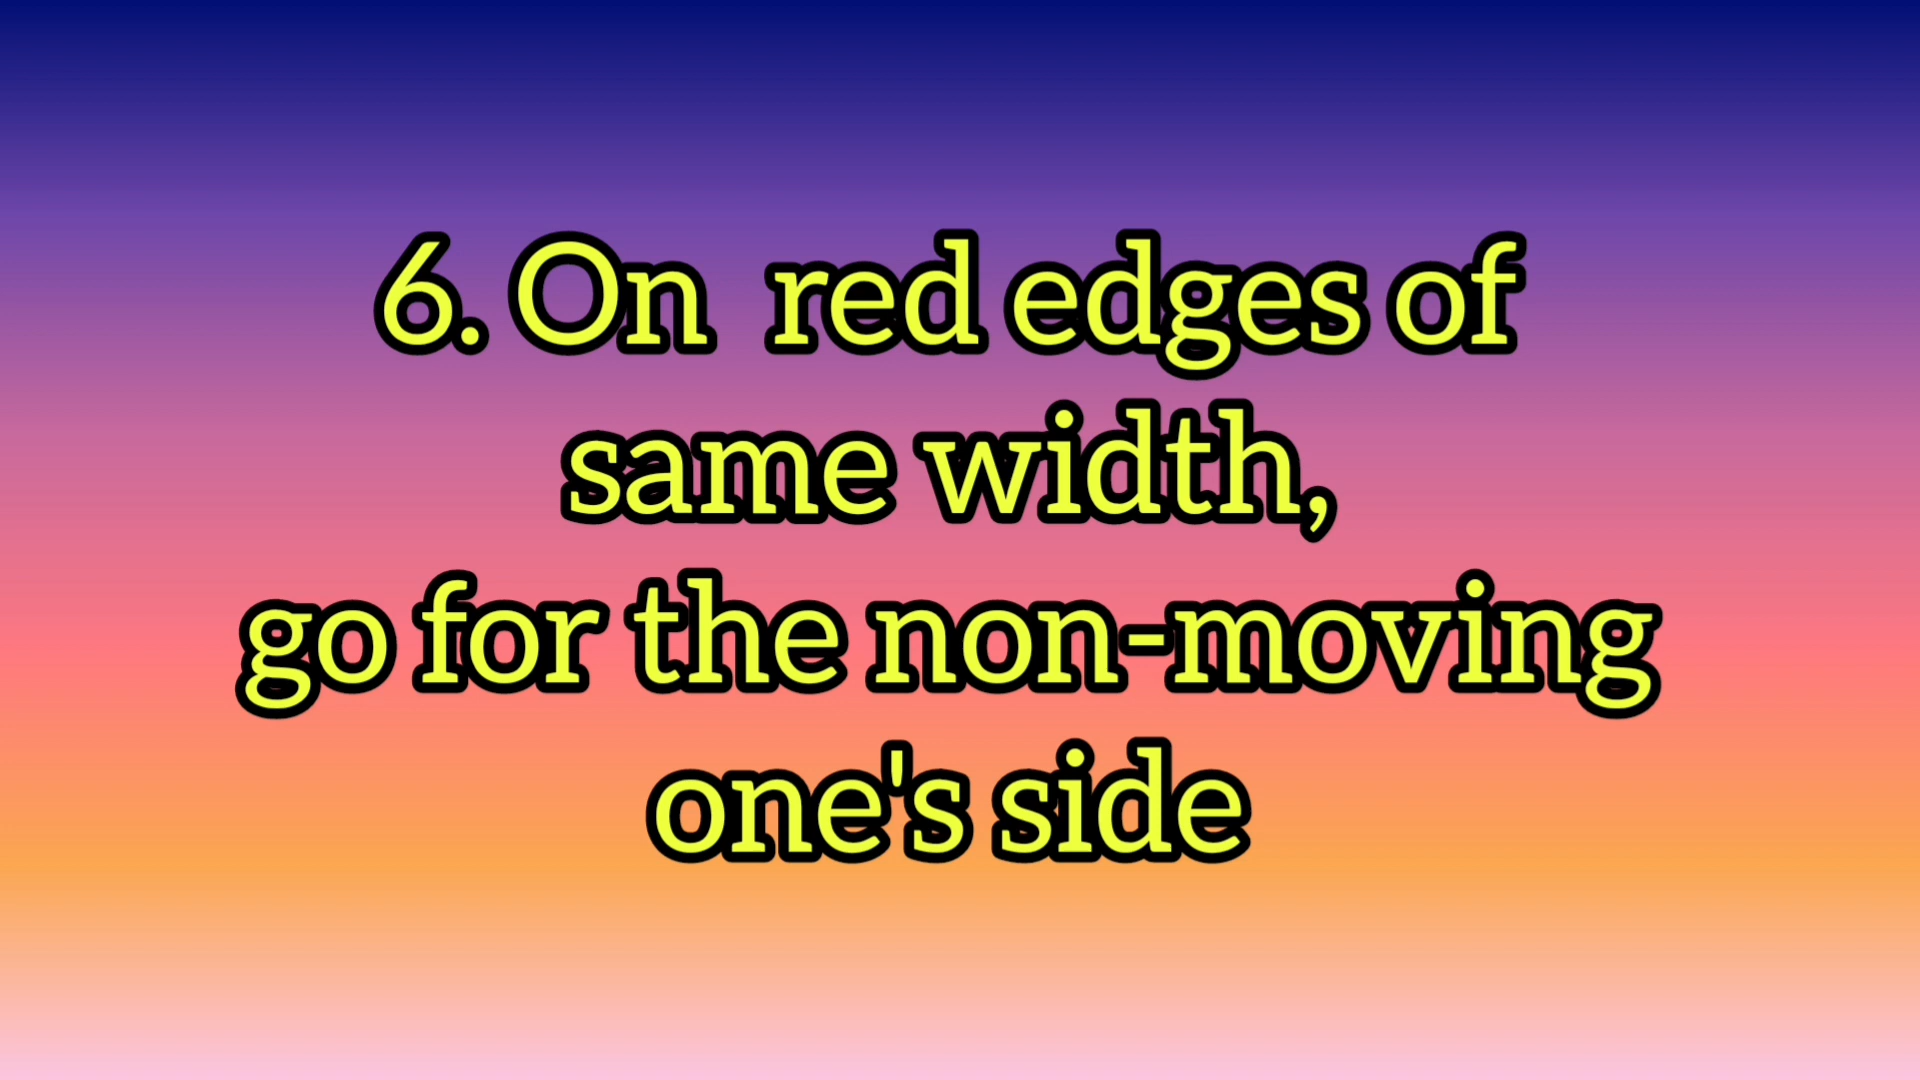 6. On  red edges of
same width,
go for the non-moving
one's side